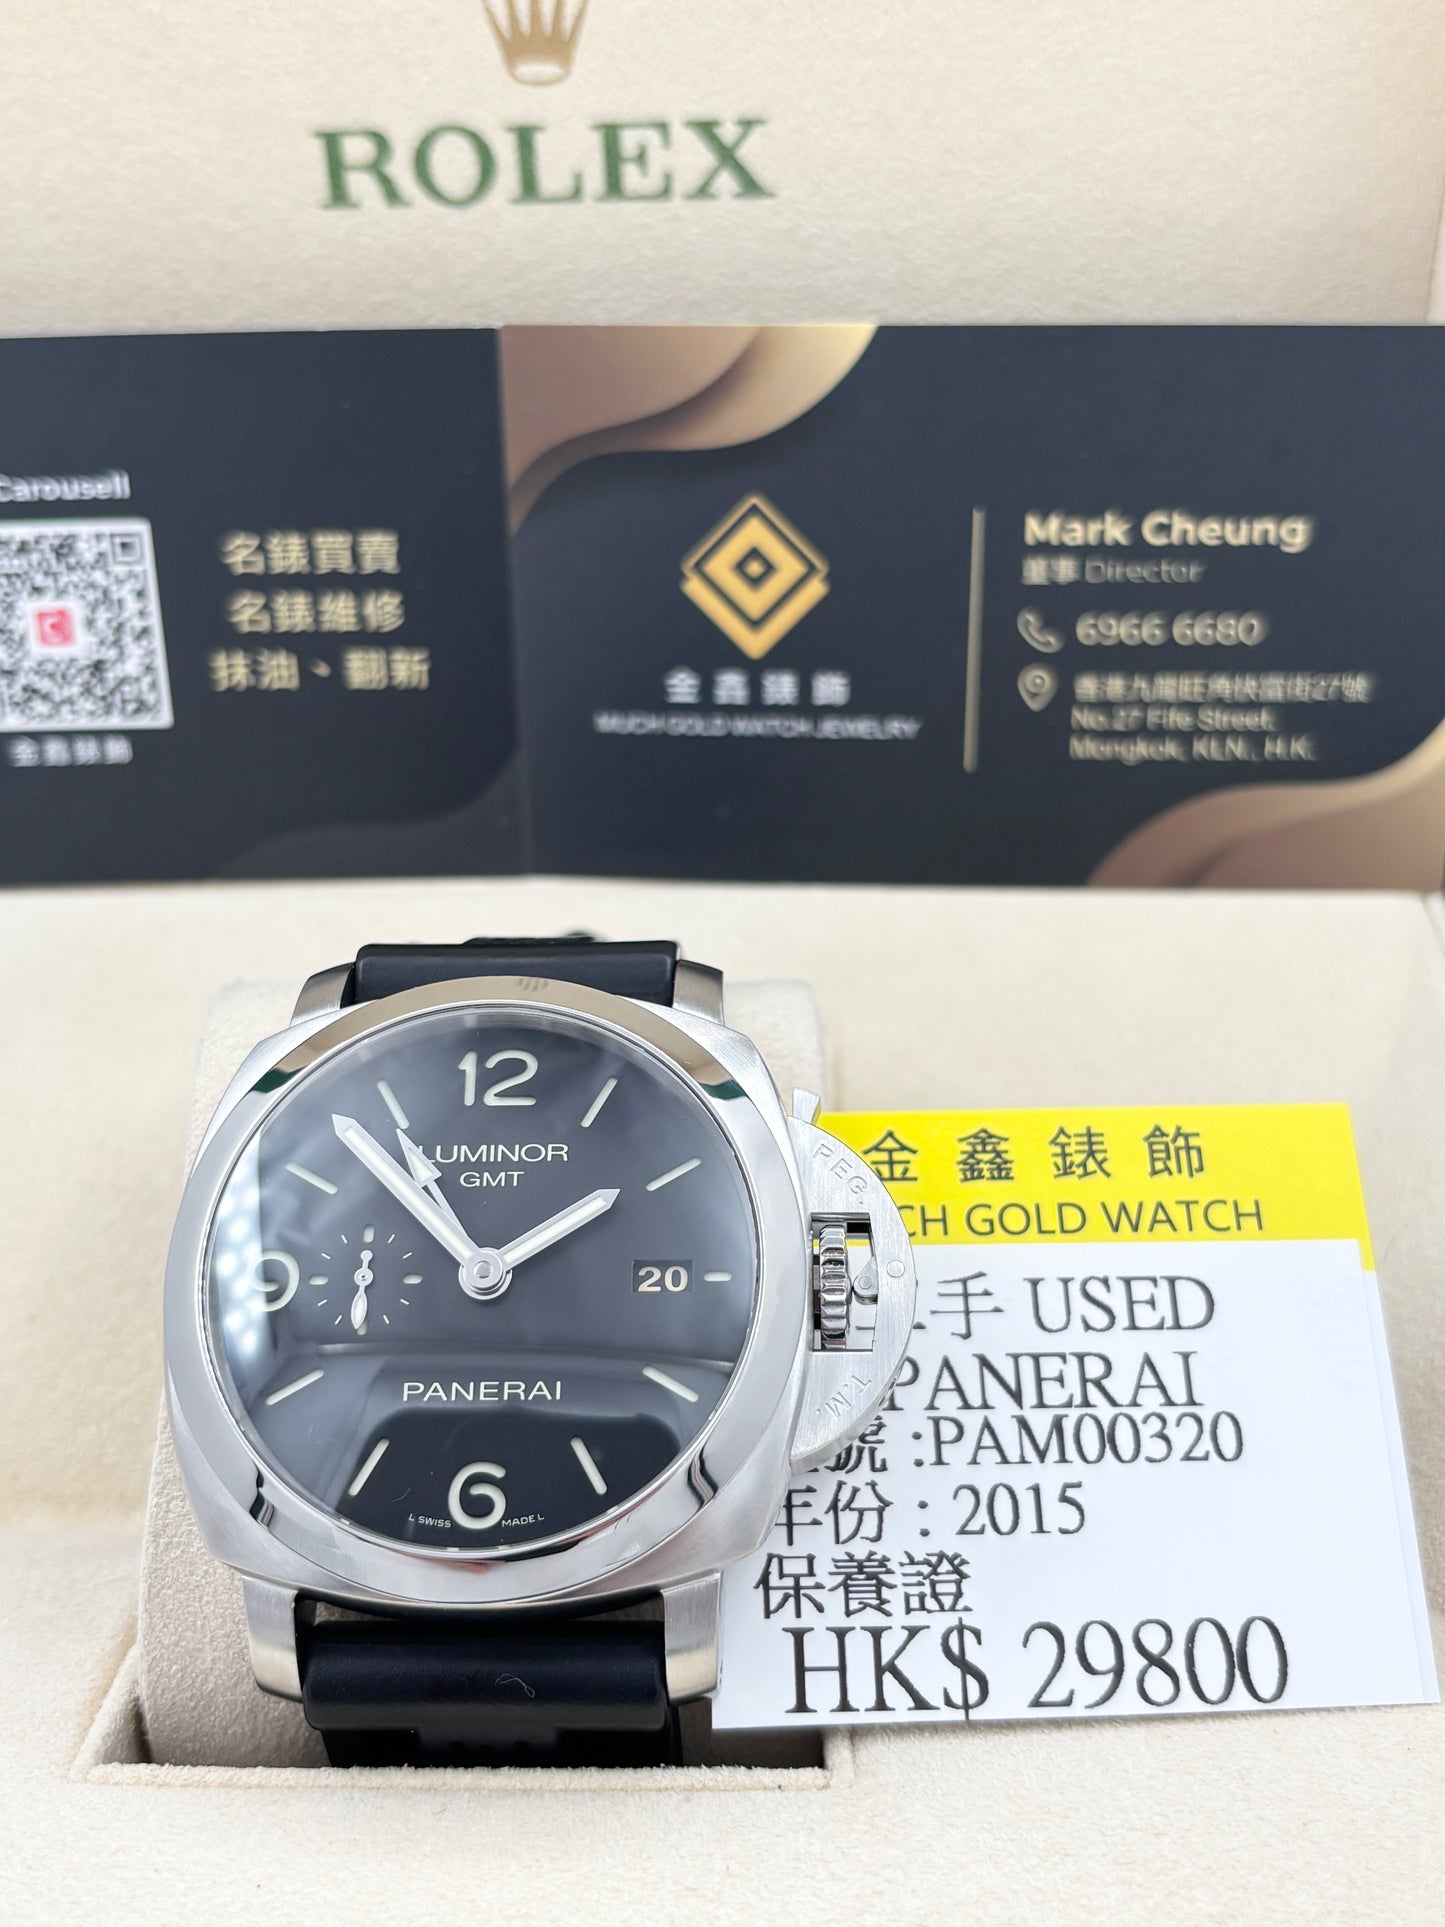 ROLEX
Carousell
名錶買賣
名錶維修
抹油、翻新
金鑫錶飾
金鑫錶飾
MUCH GOLD WATCH JEWELRY
Mark Cheung
董事 Director
6966 6680
香港九龍旺角快富街27號
No.27 Fife Street,
Mongkok, KLN., H.K.
12
LUMINOR
GMT
9
20
PANERAI
6
L SWISS MADE L
REG.
T.M.
金鑫錶飾
CH GOLD WATCH
手 USED
PANERAI
號 :PAM00320
年份 : 2015
保養證
HK$ 29800